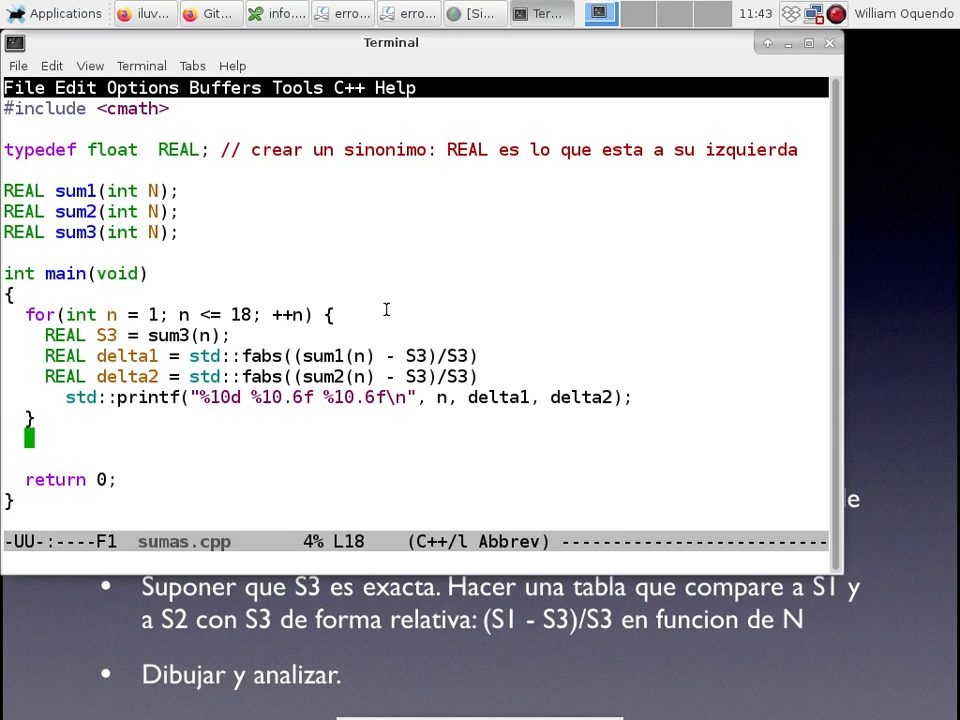 Applications iluv... Git... info.... erro... erro... [Si... Ter... 11:43 William Oquendo
Terminal
File Edit View Terminal Tabs Help
File Edit Options Buffers Tools C++ Help
#include <cmath>
typedef float  REAL; // crear un sinonimo: REAL es lo que esta a su izquierda
REAL sum1(int N);
REAL sum2(int N);
REAL sum3(int N);
int main(void)
{
  for(int n = 1; n <= 18; ++n) {
    REAL S3 = sum3(n);
    REAL delta1 = std::fabs((sum1(n) - S3)/S3)
    REAL delta2 = std::fabs((sum2(n) - S3)/S3)
      std::printf("%10d %10.6f %10.6f\n", n, delta1, delta2);
  }
  return 0;
}
de
-UU-:----F1  sumas.cpp       4% L18    (C++/l Abbrev) --------------------------
• Suponer que S3 es exacta. Hacer una tabla que compare a S1 y
a S2 con S3 de forma relativa: (S1 - S3)/S3 en funcion de N
• Dibujar y analizar.